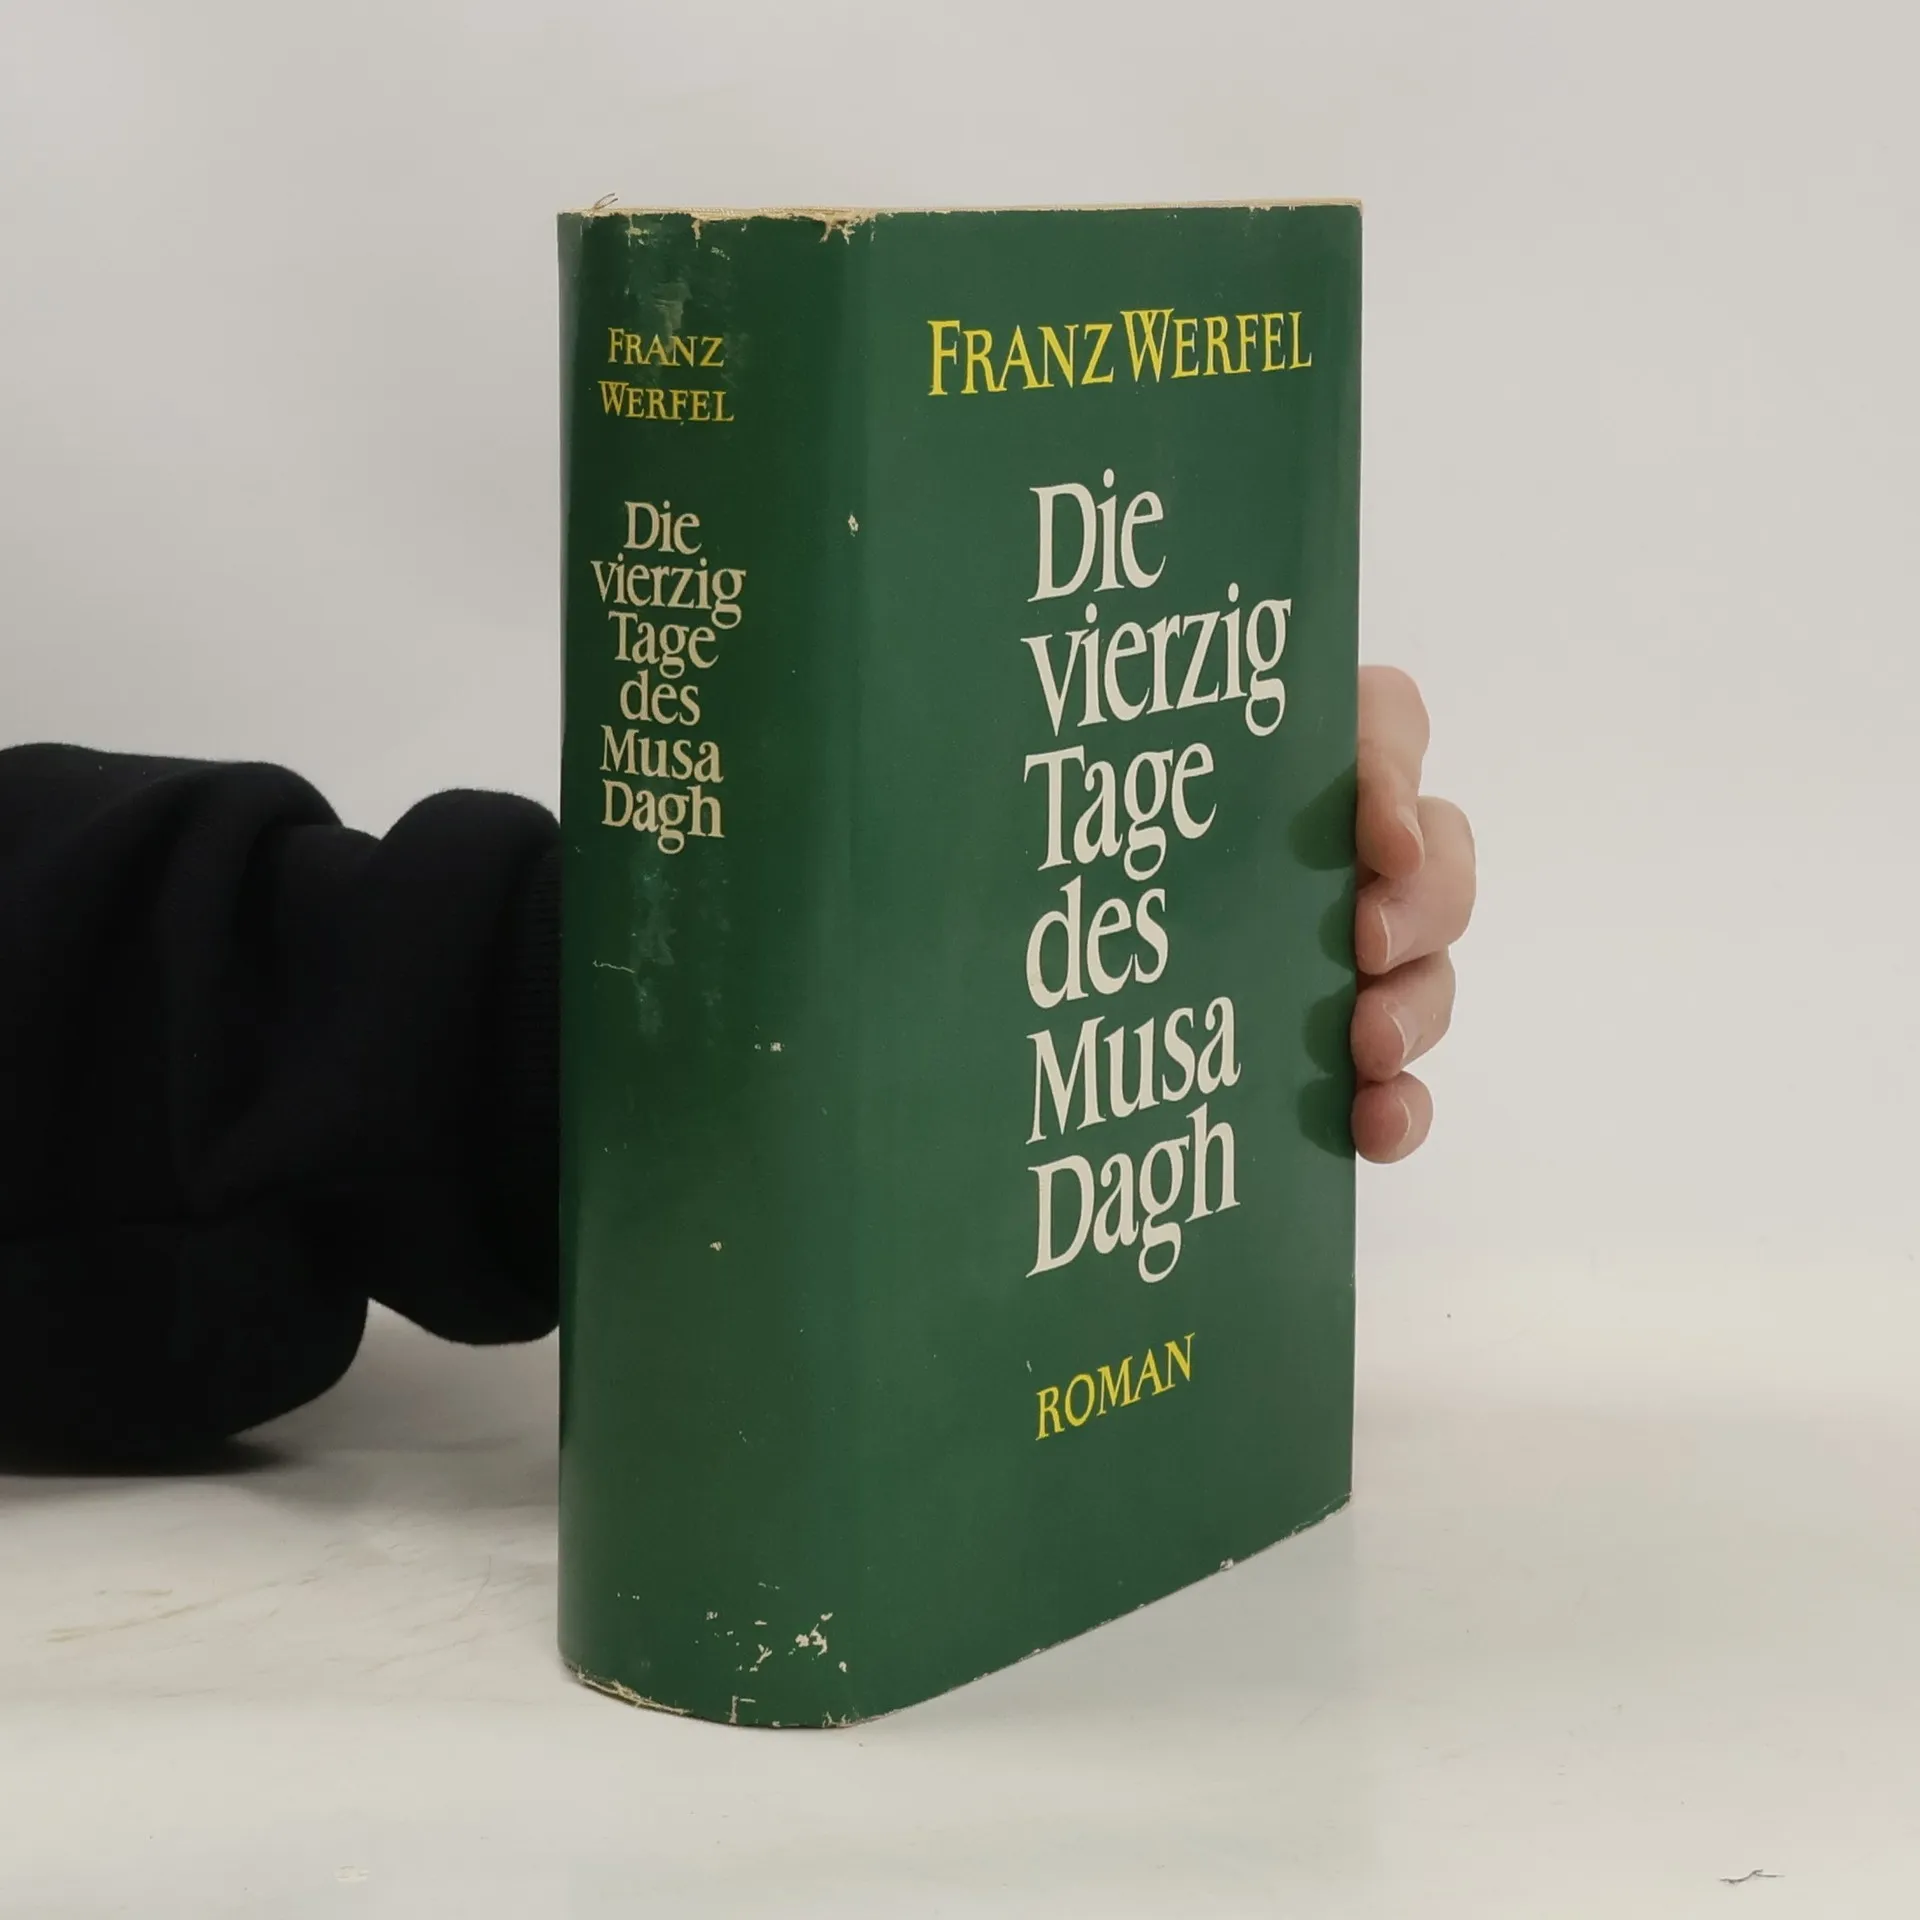 FRANZ
WERFEL
Die
vierzig
Tage
des
Musa
Dagh
FRANZ WERFEL
Die
vierzig
Tage
des
Musa
Dagh
ROMAN